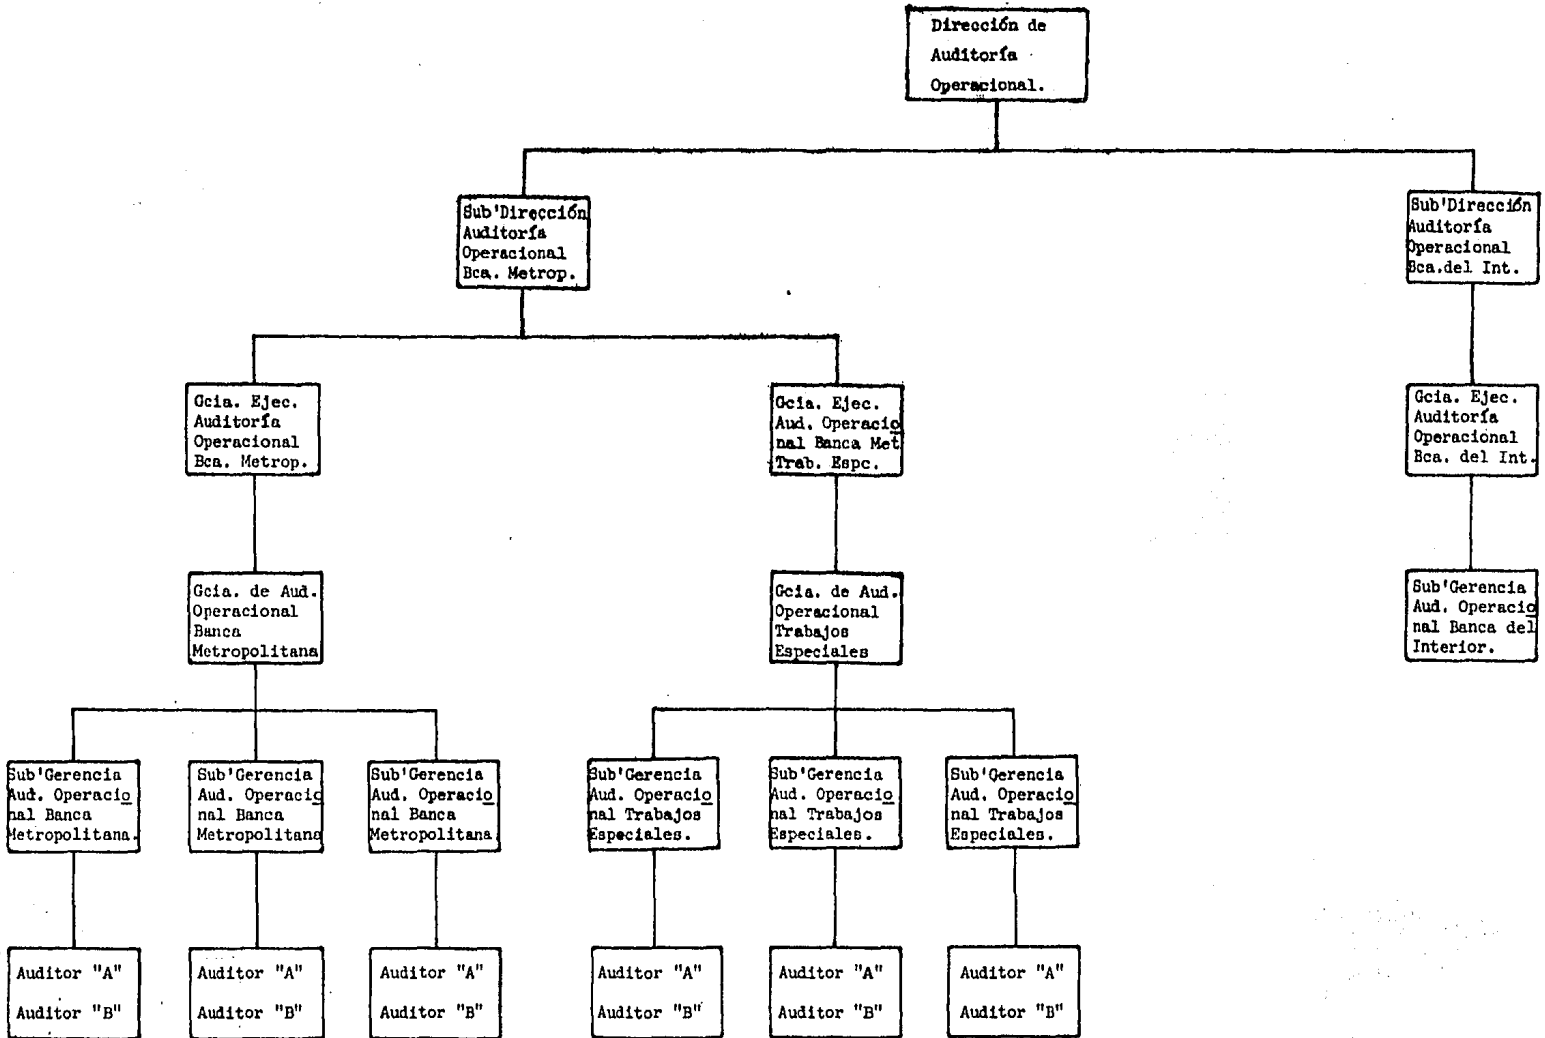 Dirección de
Auditoría
Operacional.
Sub'Dirección
Auditoría
Operacional
Bca. Metrop.
Sub'Dirección
Auditoría
Operacional
Bca.del Int.
Gcia. Ejec.
Auditoría
Operacional
Bca. Metrop.
Gcia. Ejec.
Aud. Operacio
nal Banca Met
Trab. Espc.
Gcia. Ejec.
Auditoría
Operacional
Bca. del Int.
Gcia. de Aud.
Operacional
Banca
Metropolitana
Gcia. de Aud.
Operacional
Trabajos
Especiales
Sub'Gerencia
Aud. Operacio
nal Banca del
Interior.
Sub'Gerencia
Aud. Operacio
nal Banca
Metropolitana.
Sub'Gerencia
Aud. Operacio
nal Banca
Metropolitana
Sub'Gerencia
Aud. Operacio
nal Banca
Metropolitana
Sub'Gerencia
Aud. Operacio
nal Trabajos
Especiales.
Sub'Gerencia
Aud. Operacio
nal Trabajos
Especiales.
Sub'Gerencia
Aud. Operacio
nal Trabajos
Especiales.
Auditor "A"
Auditor "B"
Auditor "A"
Auditor "B"
Auditor "A"
Auditor "B"
Auditor "A"
Auditor "B"
Auditor "A"
Auditor "B"
Auditor "A"
Auditor "B"